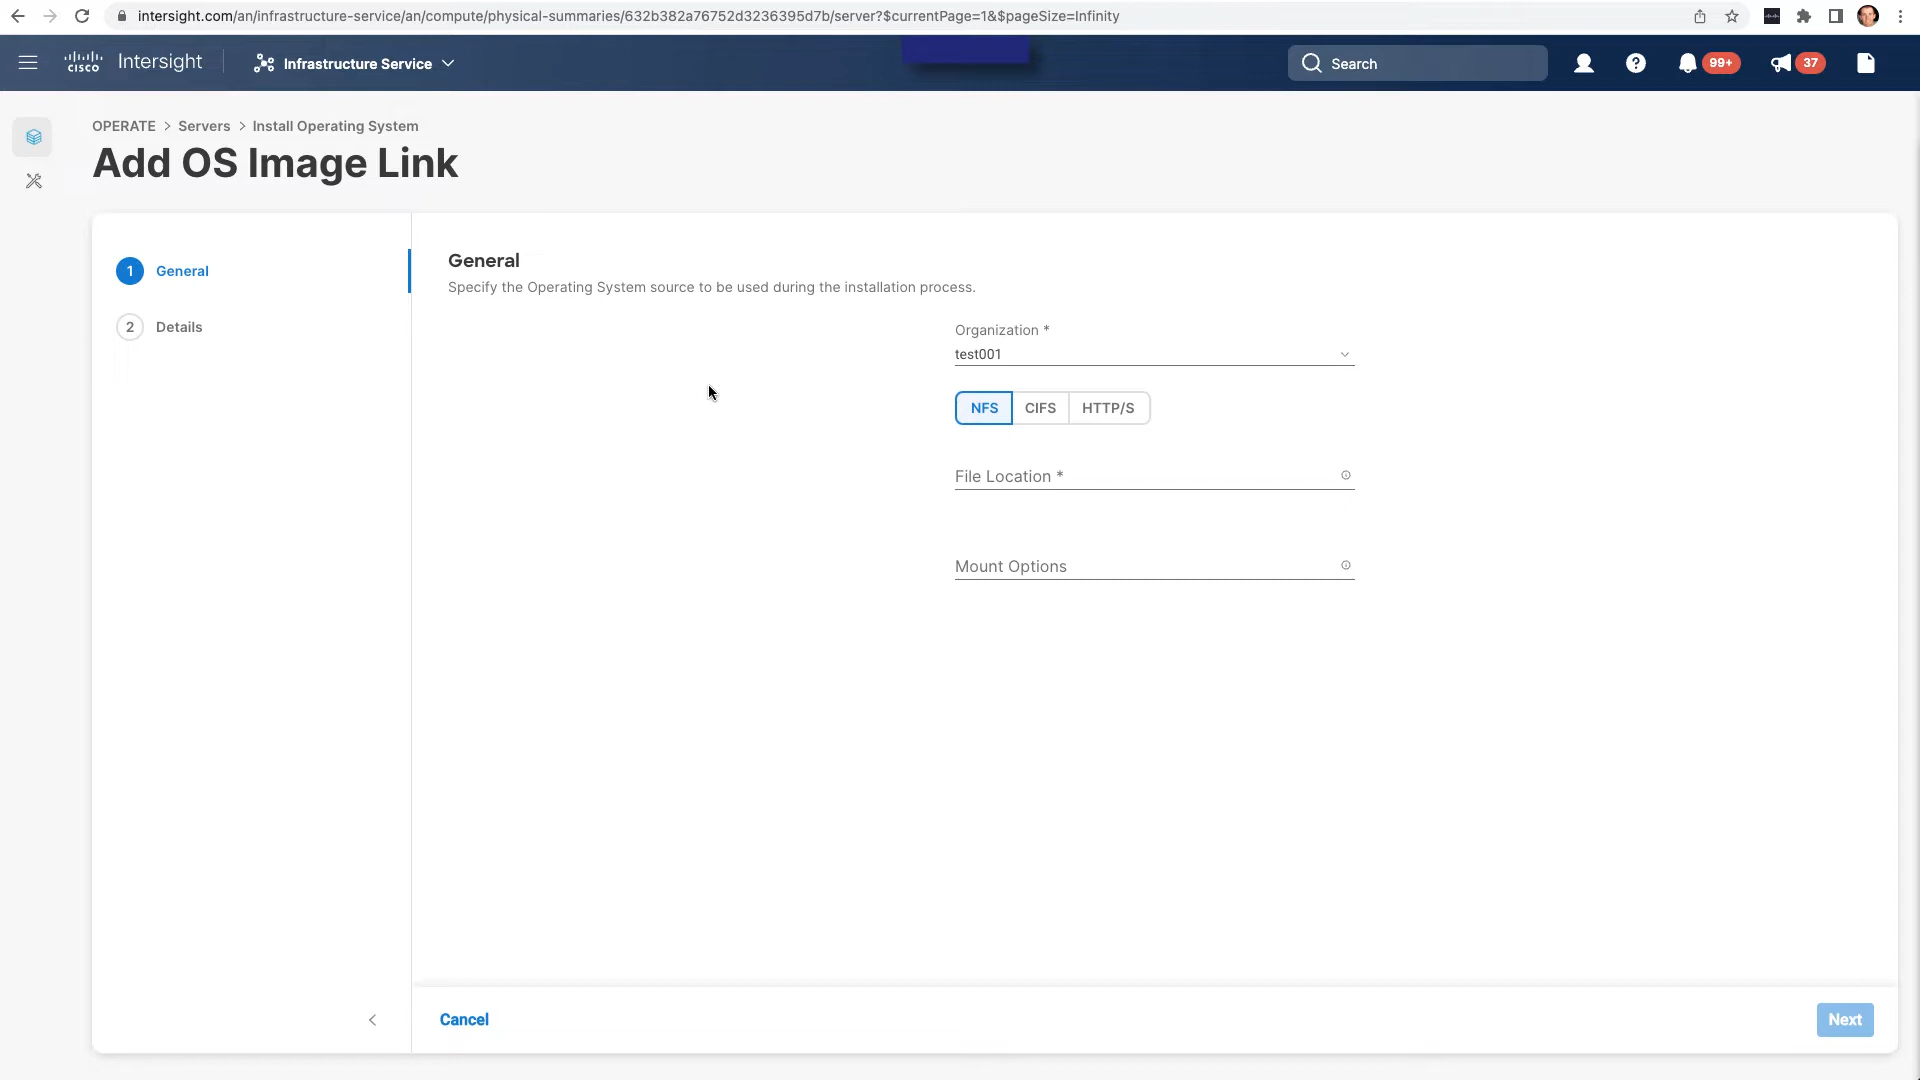 intersight.com/an/infrastructure-service/an/compute/physical-summaries/632b382a76752d3236395d7b/server?$currentPage=1&$pageSize=Infinity
CISCO Intersight Infrastructure Service Search 99+ 37
OPERATE > Servers > Install Operating System
Add OS Image Link
1 General
2 Details
General
Specify the Operating System source to be used during the installation process.
Organization *
test001
NFS CIFS HTTP/S
File Location *
Mount Options
Cancel Next